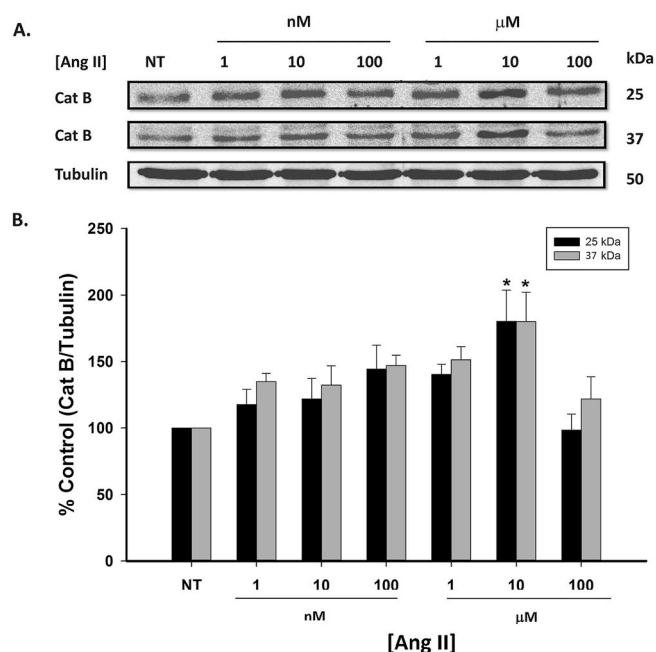 A.
nM μM
[Ang II] NT 1 10 100 1 10 100 kDa
Cat B 25
Cat B 37
Tubulin 50
B.
250
200
150
100
50
0
% Control (Cat B/Tubulin)
25 kDa
37 kDa
* *
NT 1 10 100 1 10 100
nM μM
[Ang II]